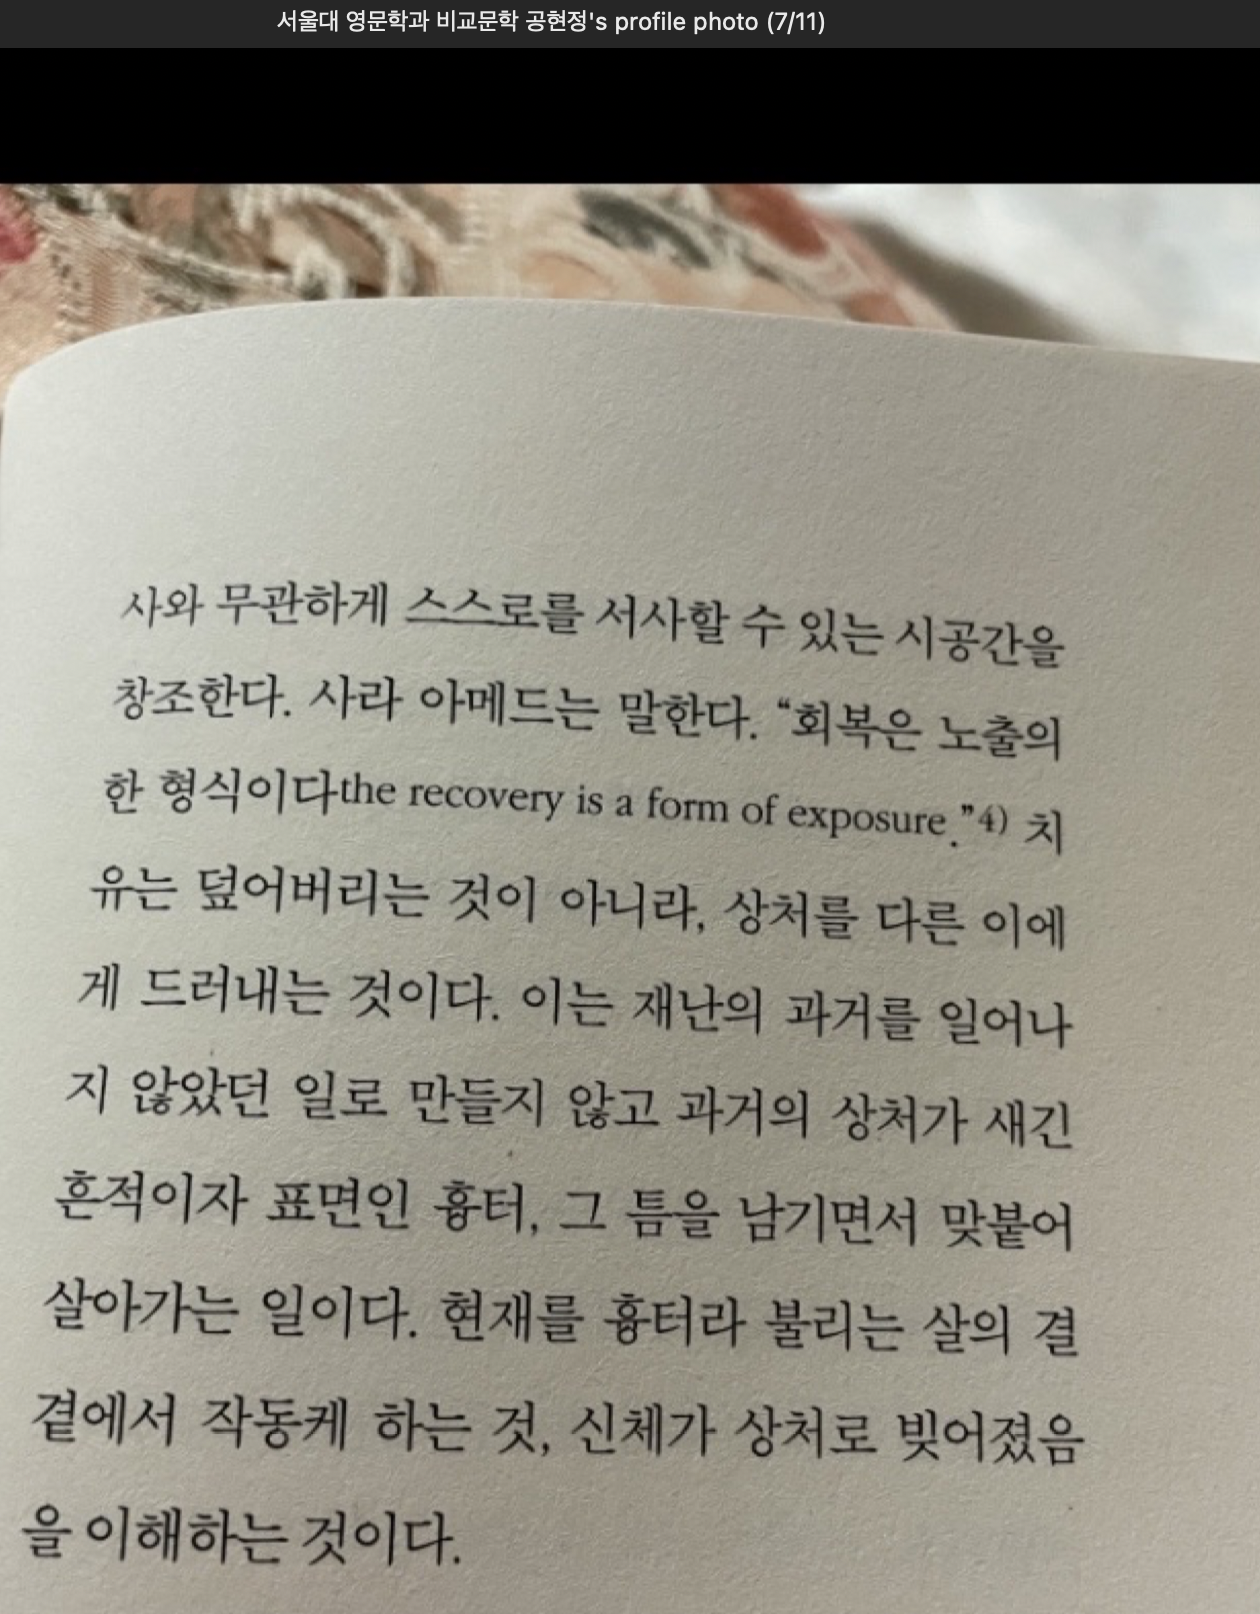 서울대 영문학과 비교문학 공현정's profile photo (7/11)
사와 무관하게 스스로를 서사할 수 있는 시공간을
창조한다. 사라 아메드는 말한다. “회복은 노출의
한 형식이다the recovery is a form of exposure.”4) 치
유는 덮어버리는 것이 아니라, 상처를 다른 이에
게 드러내는 것이다. 이는 재난의 과거를 일어나
지 않았던 일로 만들지 않고 과거의 상처가 새긴
흔적이자 표면인 흉터, 그 틈을 남기면서 맞붙어
살아가는 일이다. 현재를 흉터라 불리는 살의 결
곁에서 작동케 하는 것, 신체가 상처로 빚어졌음
을 이해하는 것이다.